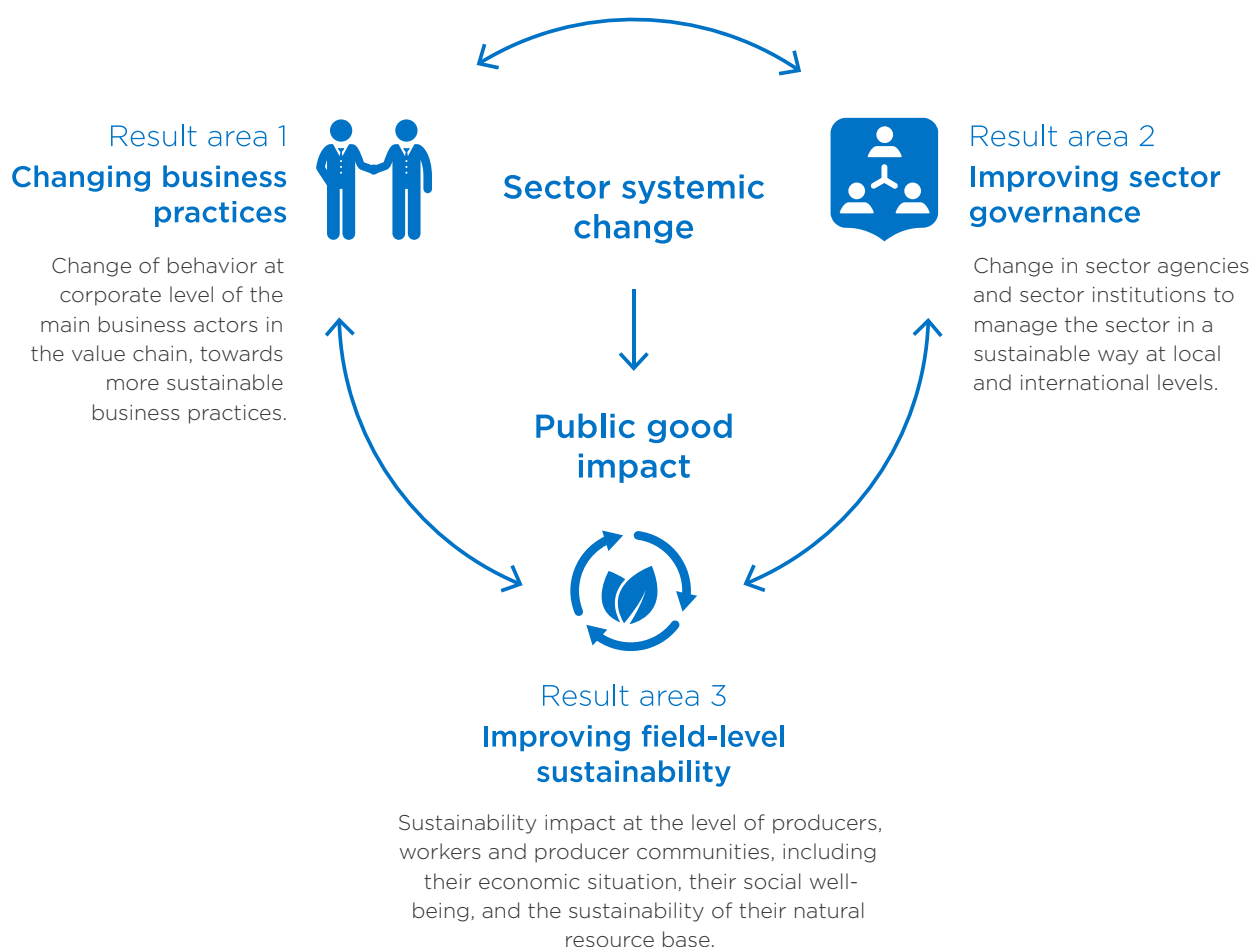 Result area 1
Changing business
practices
Change of behavior at
corporate level of the
main business actors in
the value chain, towards
more sustainable
business practices.
Sector systemic
change
Public good
impact
Result area 2
Improving sector
governance
Change in sector agencies
and sector institutions to
manage the sector in a
sustainable way at local
and international levels.
Result area 3
Improving field-level
sustainability
Sustainability impact at the level of producers,
workers and producer communities, including
their economic situation, their social well-
being, and the sustainability of their natural
resource base.